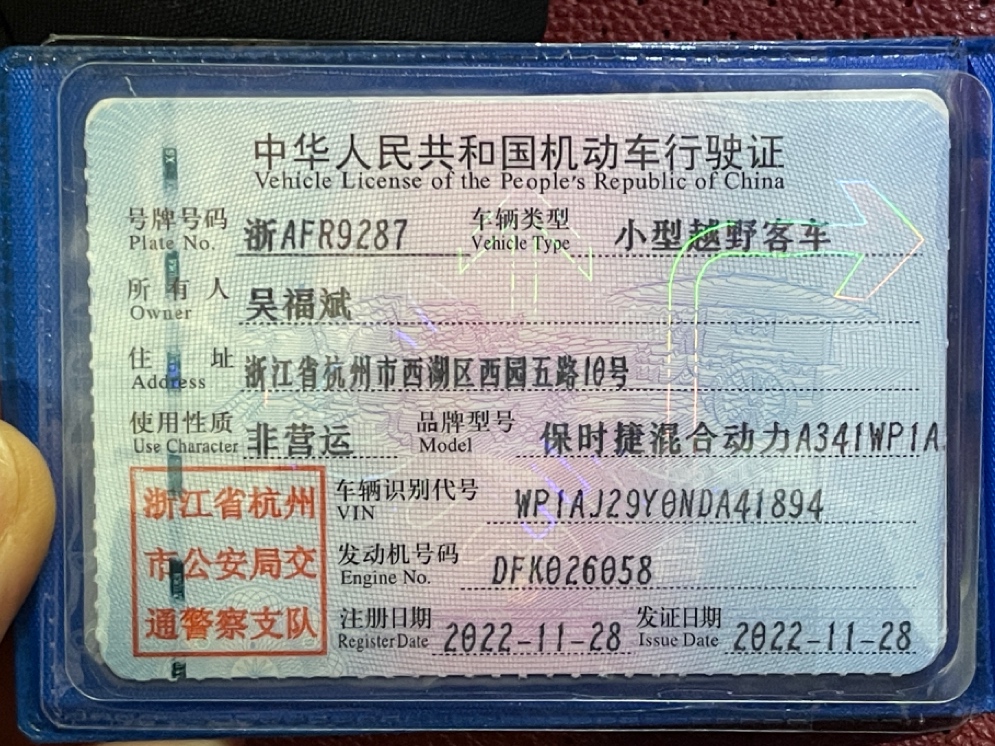 中华人民共和国机动车行驶证
Vehicle License of the People's Republic of China
号牌号码 浙AFR9287 车辆类型 小型越野客车
Plate No. Vehicle Type
所有人 吴福斌
Owner
住址 浙江省杭州市西湖区西园五路10号
Address
使用性质 非营运 品牌型号 保时捷混合动力A341WP1A
Use Character Model
浙江省杭州
市公安局交
通警察支队
车辆识别代号 WP1AJ29Y0NDA41894
VIN
发动机号码 DFK026058
Engine No.
注册日期 2022-11-28 发证日期 2022-11-28
Register Date Issue Date